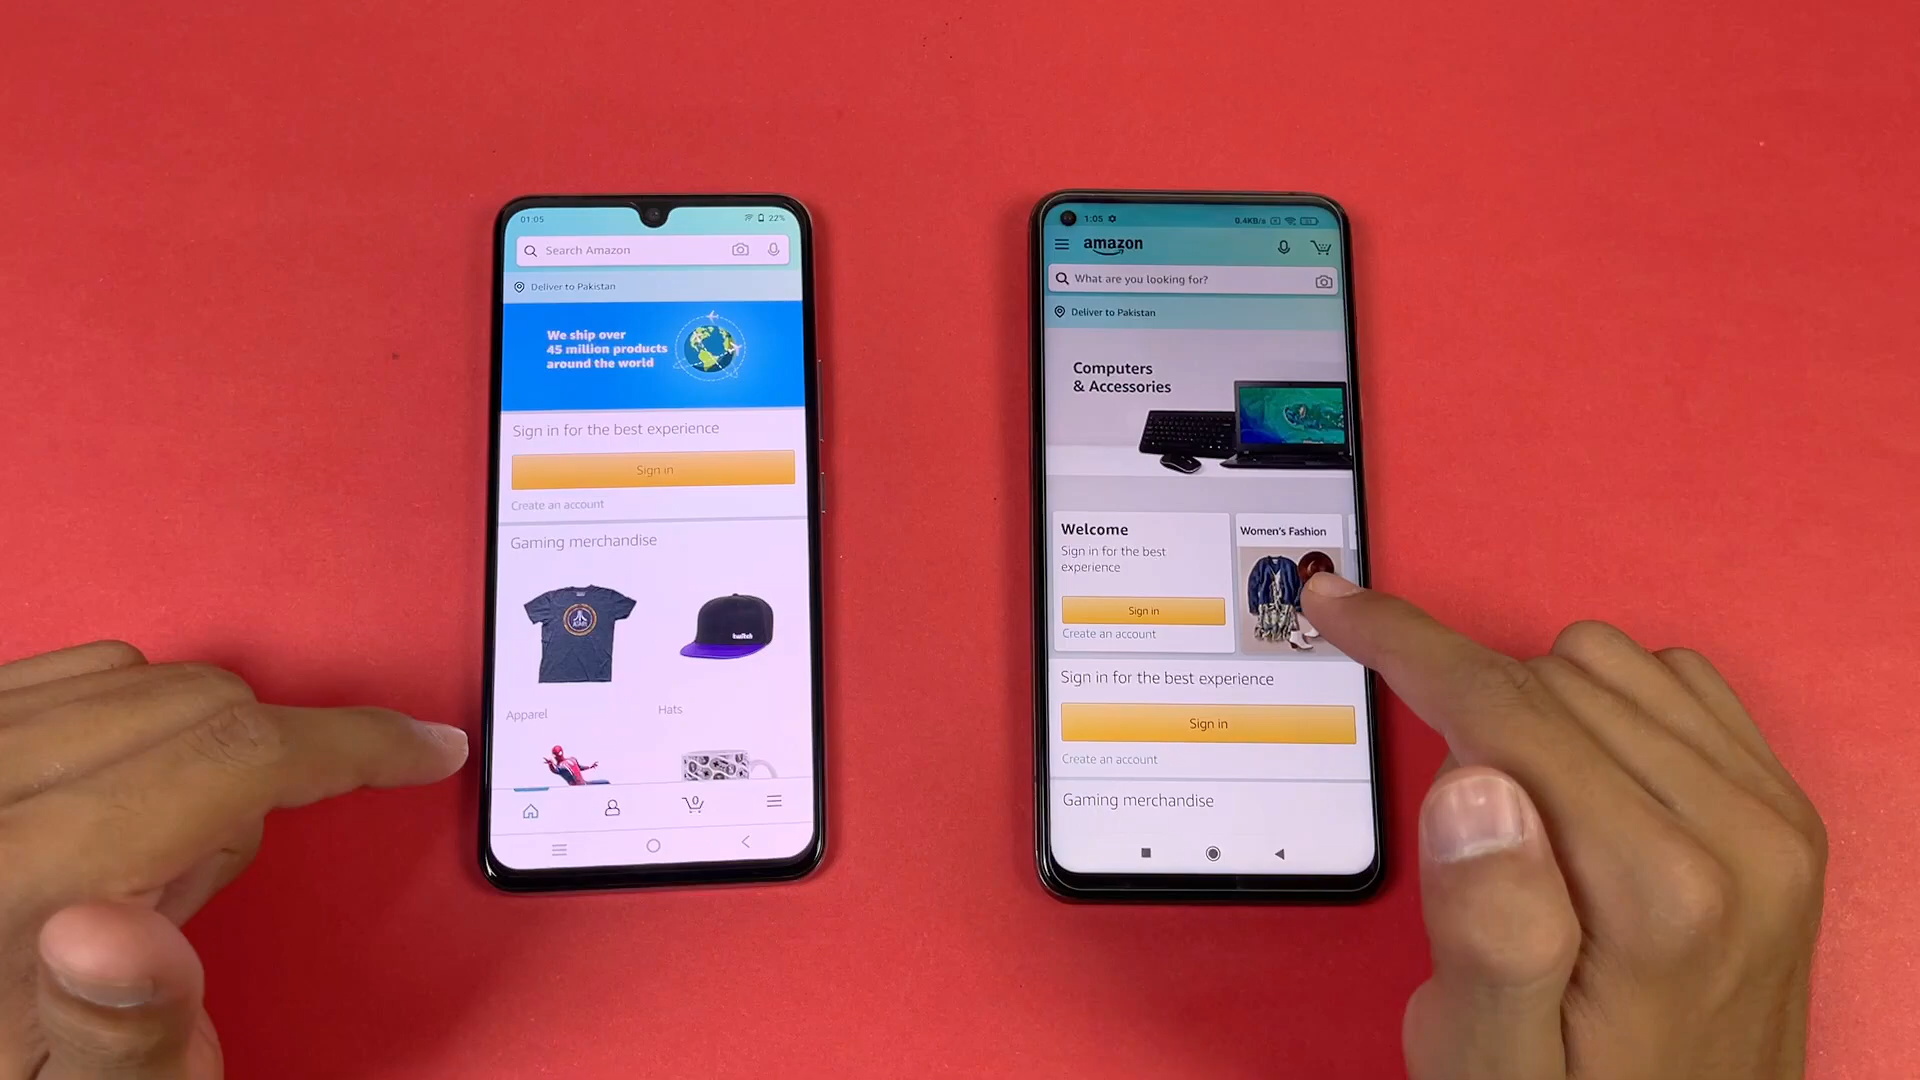 01:05
22%
Search Amazon
Deliver to Pakistan
We ship over
45 million products
around the world
Sign in for the best experience
Sign in
Create an account
Gaming merchandise
ATARI
twitch
Apparel
Hats
0
1:05
0.4KB/s
amazon
What are you looking for?
Deliver to Pakistan
Computers
& Accessories
Welcome
Sign in for the best
experience
Sign in
Create an account
Women's Fashion
Sign in for the best experience
Sign in
Create an account
Gaming merchandise